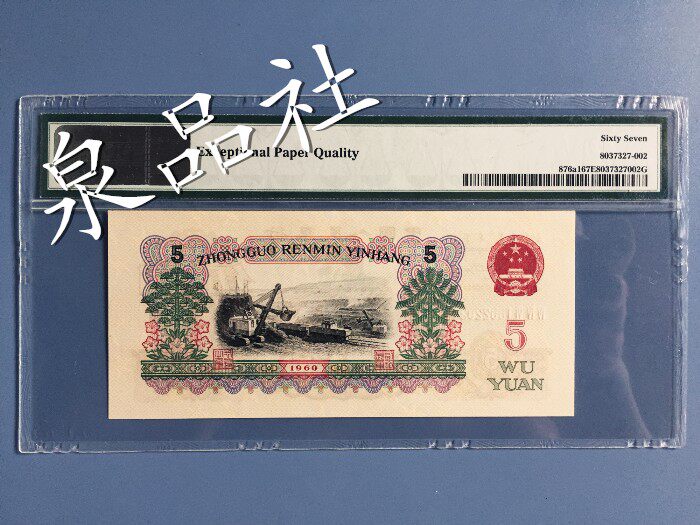 泉品社
Exceptional Paper Quality
Sixty Seven
8037327-002
876a167E8037327002G
5
ZHONGGUO RENMIN YINHANG
5
5
WU
YUAN
1960